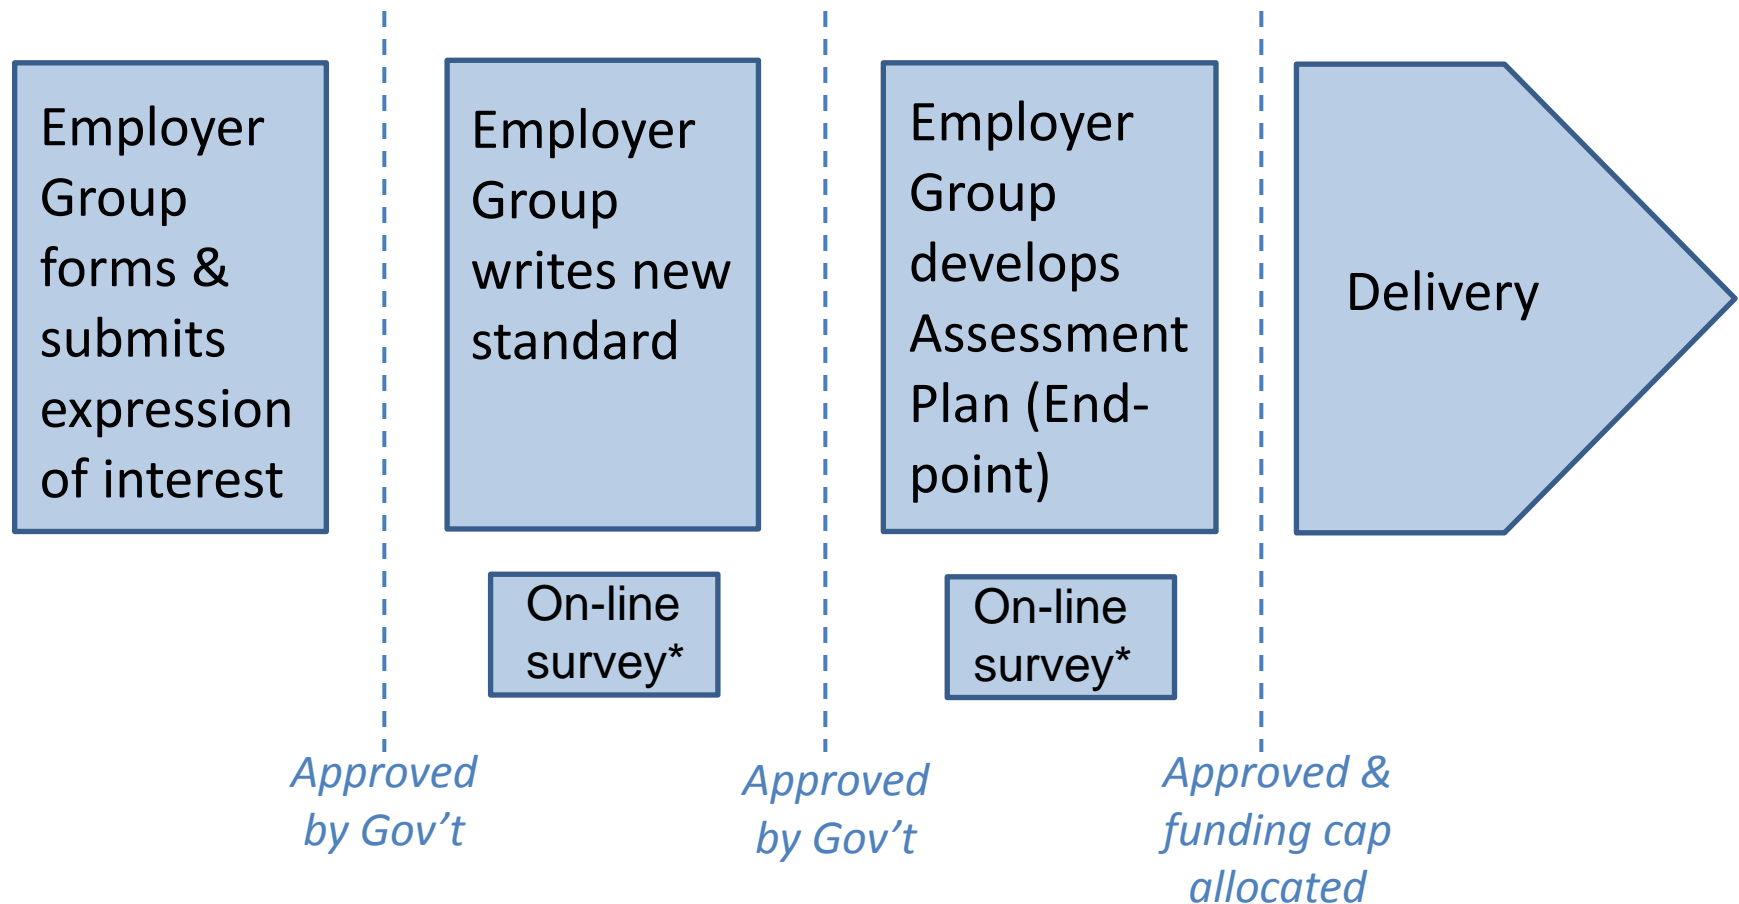 Employer
Group
forms &
submits
expression
of interest
Employer
Group
writes new
standard
Employer
Group
develops
Assessment
Plan (End-
point)
Delivery
On-line
survey*
On-line
survey*
Approved
by Gov’t
Approved
by Gov’t
Approved &
funding cap
allocated